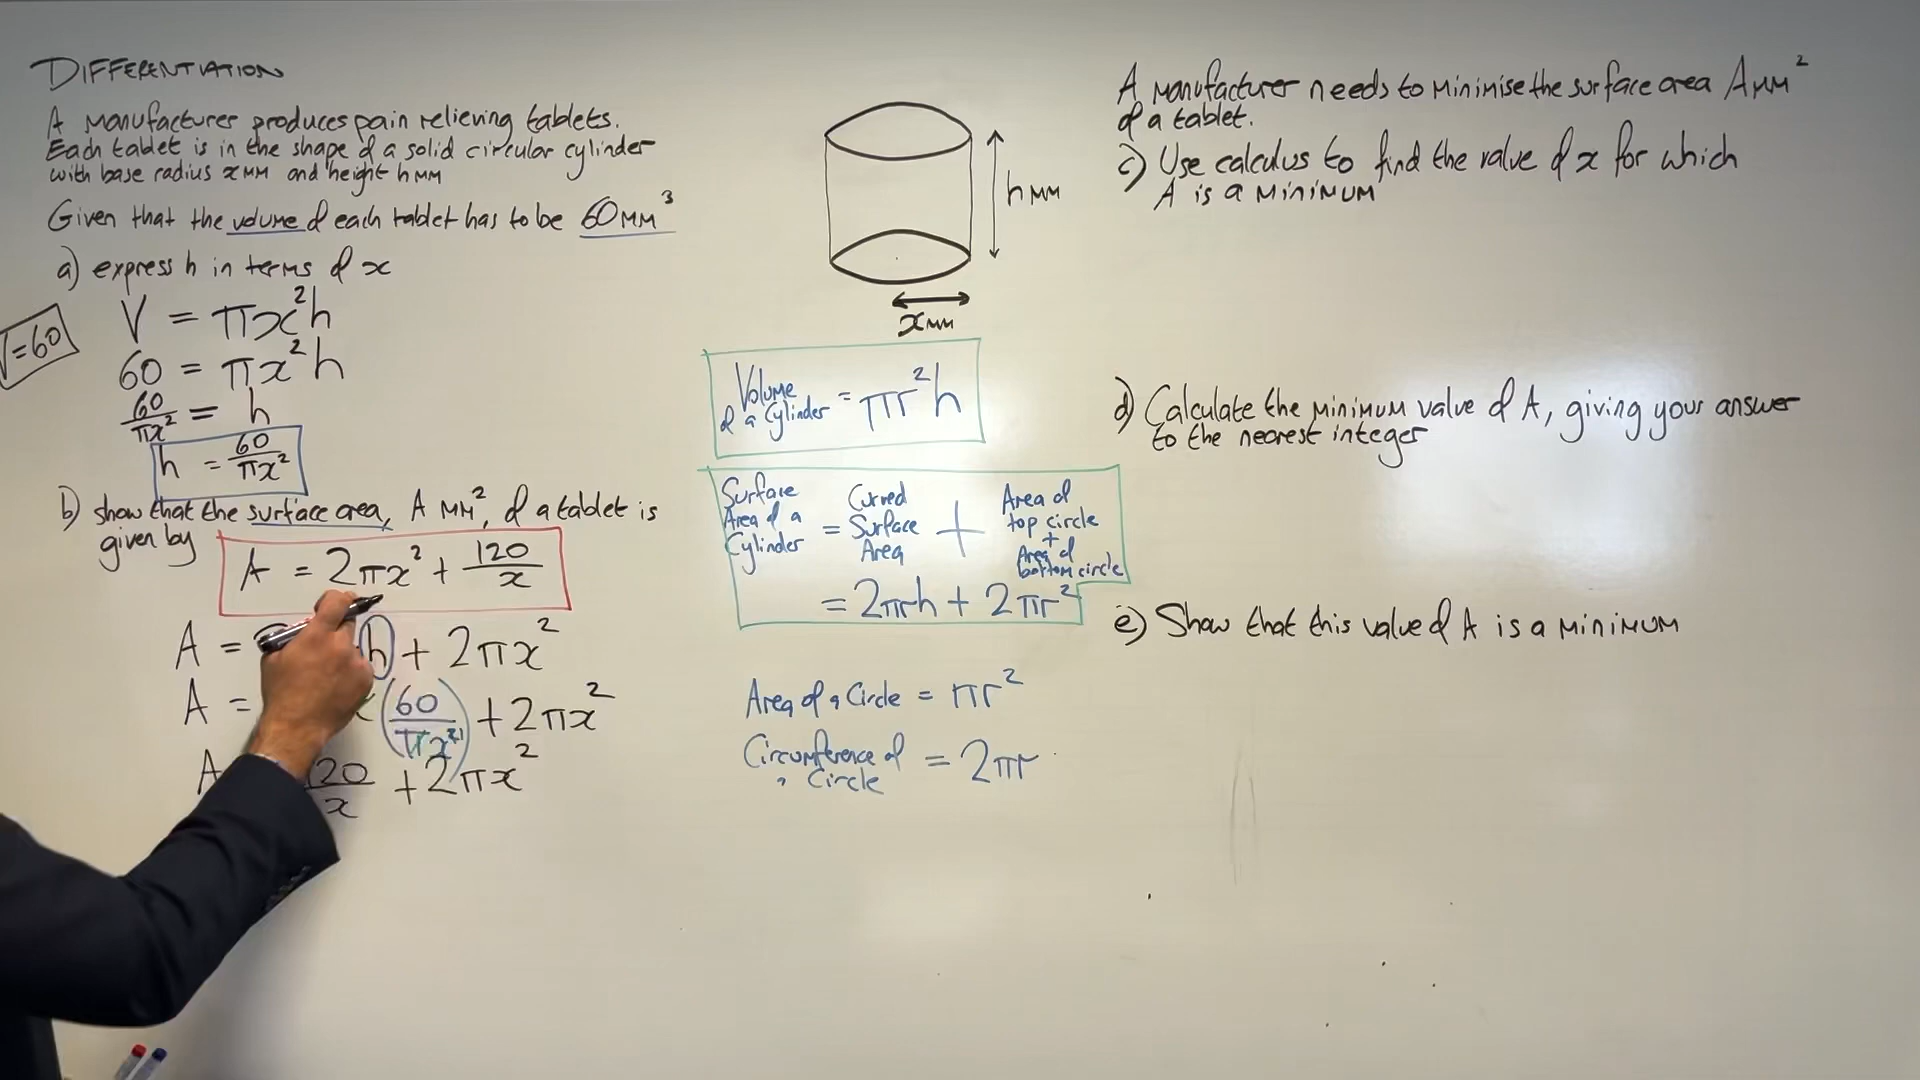 DIFFERENTIATION
A manufacturer produces pain relieving tablets.
Each tablet is in the shape of a solid circular cylinder
with base radius x mm and height h mm
Given that the volume of each tablet has to be 60 mm³
a) express h in terms of x
V = πx²h
V=60
60 = πx²h
60/πx² = h
h = 60/πx²
b) show that the surface area, A mm², of a tablet is
given by
A = 2πx² + 120/x
A = h + 2πx²
A = (60/πx²) + 2πx²
A 120/x + 2πx²
h mm
x mm
Volume of a Cylinder = πr²h
Surface Area of a Cylinder = Curved Surface Area + Area of top circle + Area of bottom circle
= 2πrh + 2πr²
Area of a Circle = πr²
Circumference of a Circle = 2πr
A manufacturer needs to minimise the surface area A mm²
of a tablet.
c) Use calculus to find the value of x for which
A is a minimum
d) Calculate the minimum value of A, giving your answer
to the nearest integer
e) Show that this value of A is a minimum